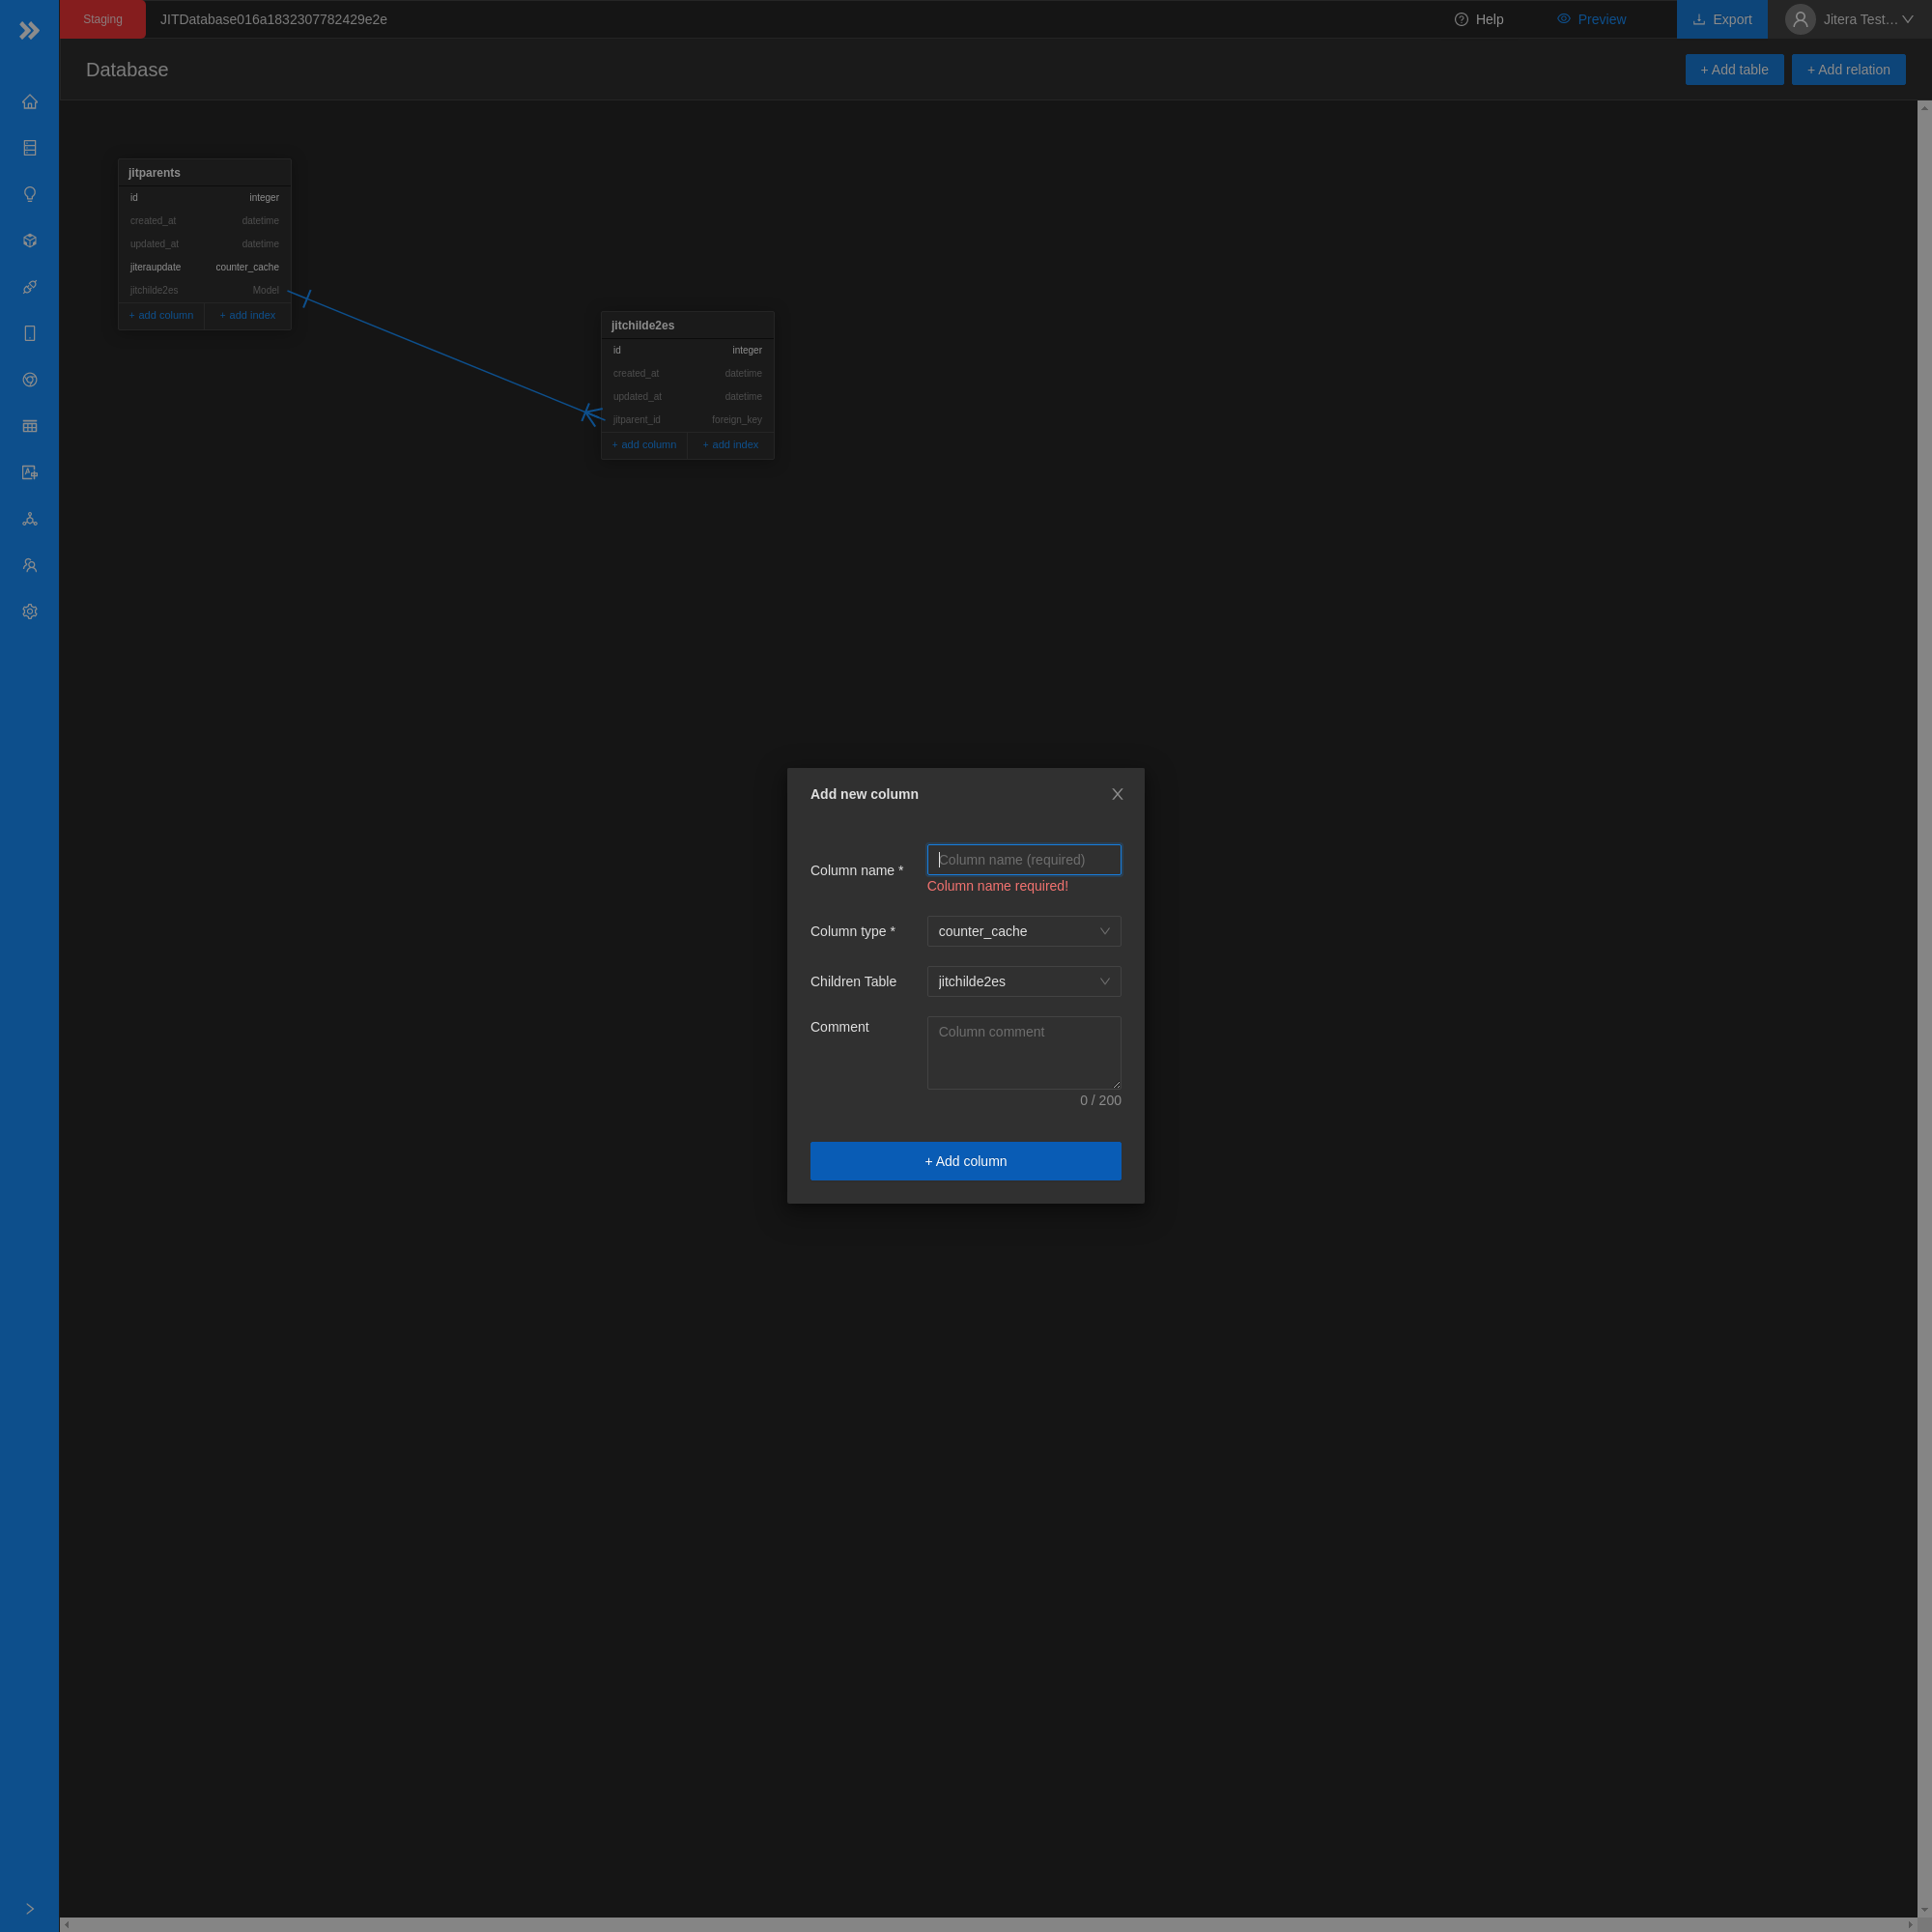 Staging
JITDatabase016a1832307782429e2e
Help
Preview
Export
Jitera Test…
Database
+ Add table
+ Add relation
jitparents
id integer
created_at datetime
updated_at datetime
jiteraupdate counter_cache
jitchilde2es Model
+ add column + add index
jitchilde2es
id integer
created_at datetime
updated_at datetime
jitparent_id foreign_key
+ add column + add index
Add new column
Column name *
Column name (required)
Column name required!
Column type * counter_cache
Children Table jitchilde2es
Comment
Column comment
0 / 200
+ Add column